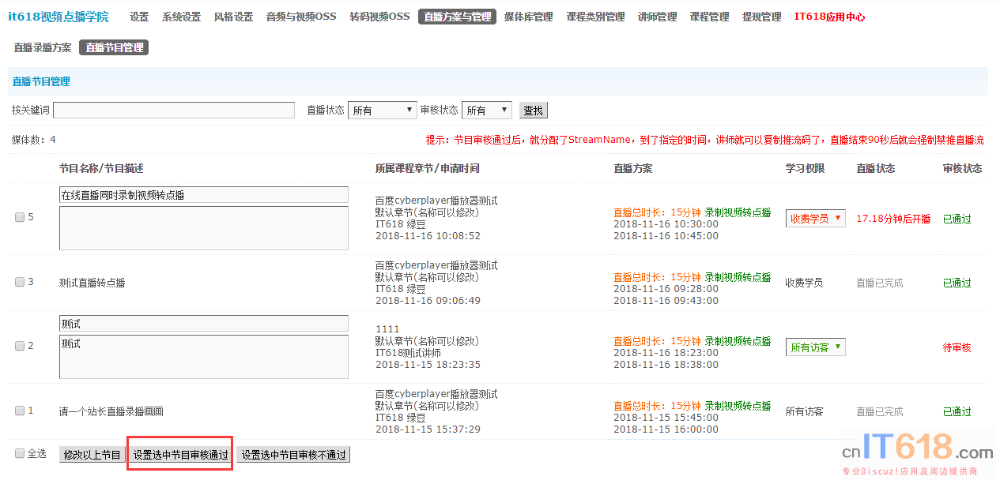 it618视频点播学院 设置 系统设置 风格设置 音频与视频OSS 转码视频OSS 直播方案与管理 媒体库管理 课程类别管理 讲师管理 课程管理 提现管理 IT618应用中心
直播录播方案 直播节目管理
直播节目管理
按关键词 直播状态 所有 审核状态 所有 查找
媒体数：4 提示：节目审核通过后，就分配了StreamName，到了指定的时间，讲师就可以复制推流码了，直播结束90秒后就会强制禁推直播流
节目名称/节目描述 所属课程章节/申请时间 直播方案 学习权限 直播状态 审核状态
5
在线直播同时录制视频转点播
百度cyberplayer播放器测试
默认章节(名称可以修改)
IT618 绿豆
2018-11-16 10:08:52
直播总时长：15分钟 录制视频转点播
2018-11-16 10:30:00
2018-11-16 10:45:00
收费学员
17.18分钟后开播
已通过
3
测试直播转点播
百度cyberplayer播放器测试
默认章节(名称可以修改)
IT618 绿豆
2018-11-16 09:06:49
直播总时长：15分钟 录制视频转点播
2018-11-16 09:28:00
2018-11-16 09:43:00
收费学员
直播已完成
已通过
2
测试
测试
1111
默认章节(名称可以修改)
IT618测试讲师
2018-11-15 18:23:35
直播总时长：15分钟 录制视频转点播
2018-11-16 18:23:00
2018-11-16 18:38:00
所有访客
待审核
1
请一个站长直播录播画画
百度cyberplayer播放器测试
默认章节(名称可以修改)
IT618 绿豆
2018-11-15 15:37:29
直播总时长：15分钟 录制视频转点播
2018-11-15 15:45:00
2018-11-15 16:00:00
所有访客
直播已完成
已通过
全选 修改以上节目 设置选中节目审核通过 设置选中节目审核不通过
cnIT618.com
专业Discuz!应用及周边提供商